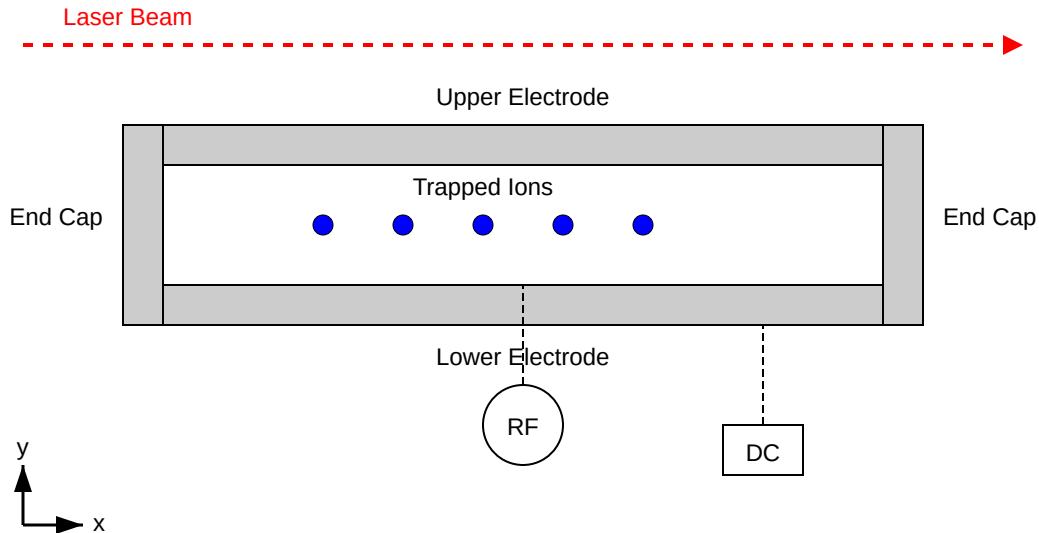 Laser Beam
Upper Electrode
Trapped Ions
End Cap
End Cap
Lower Electrode
RF
DC
y
x